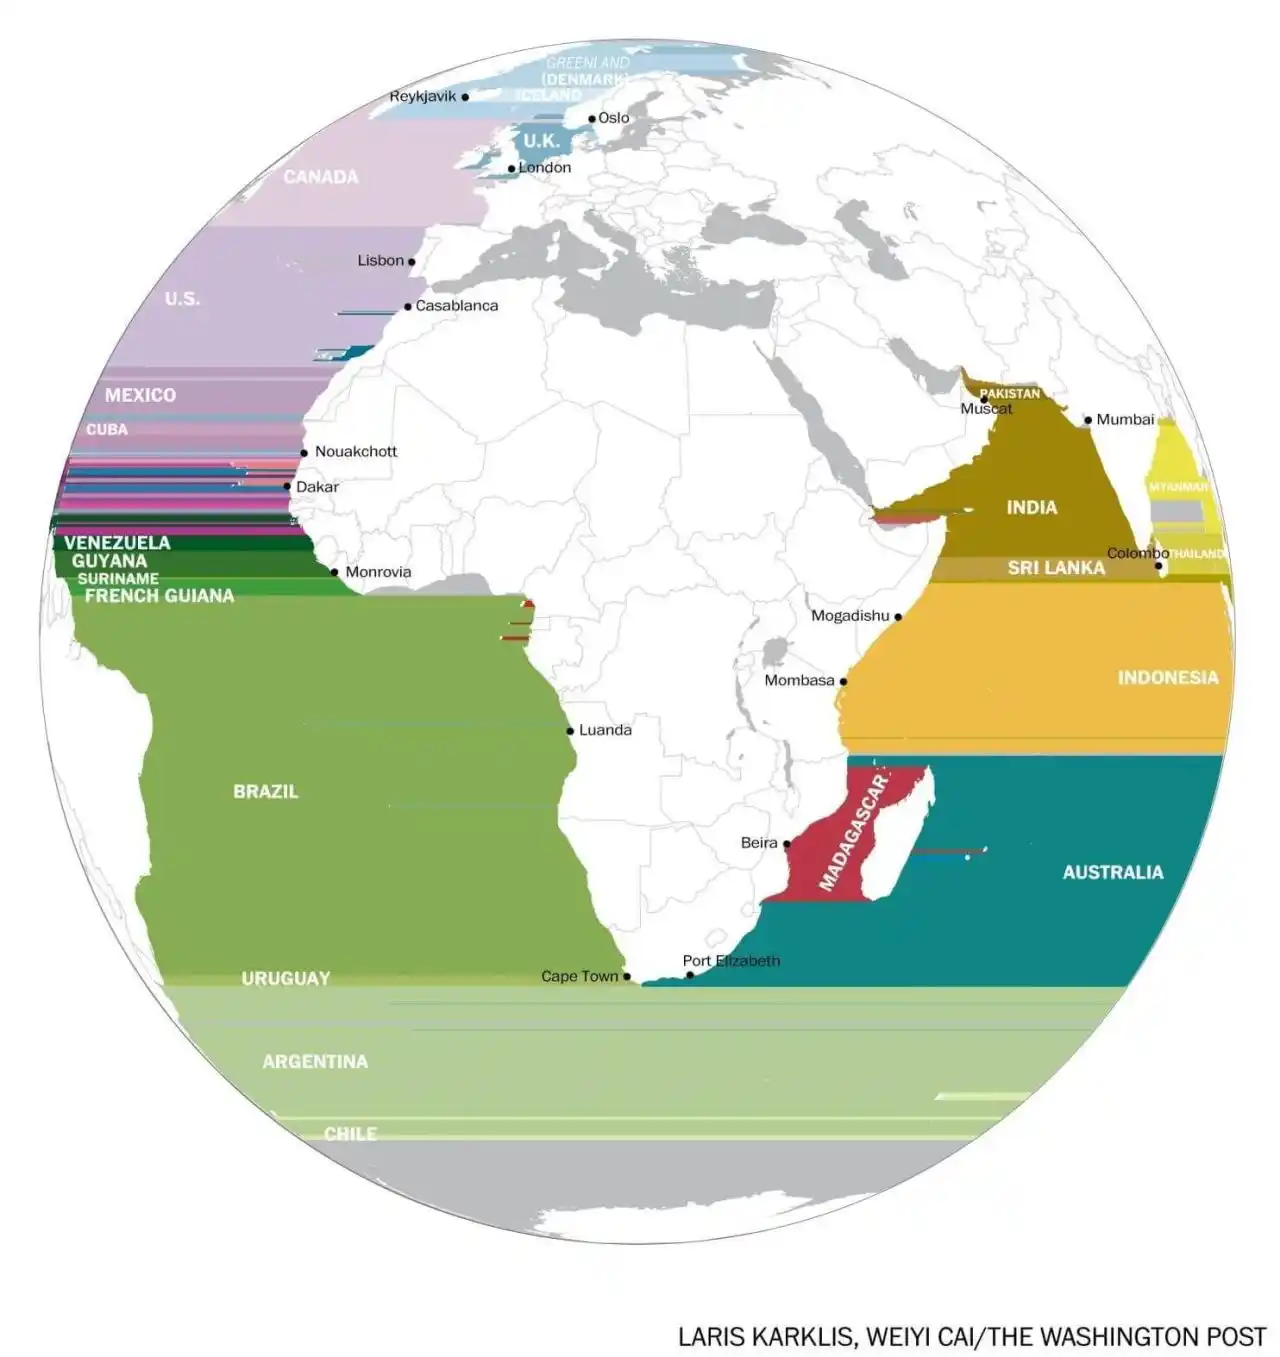 GREENLAND
(DENMARK)
Reykjavik
ICELAND
Oslo
U.K.
London
CANADA
Lisbon
U.S.
Casablanca
MEXICO
PAKISTAN
Muscat
Mumbai
CUBA
Nouakchott
Dakar
MYANMAR
INDIA
VENEZUELA
GUYANA
Colombo
THAILAND
SRI LANKA
Monrovia
SURINAME
FRENCH GUIANA
Mogadishu
INDONESIA
Mombasa
Luanda
BRAZIL
MADAGASCAR
Beira
AUSTRALIA
Port Elizabeth
Cape Town
URUGUAY
ARGENTINA
CHILE
LARIS KARKLIS, WEIYI CAI/THE WASHINGTON POST